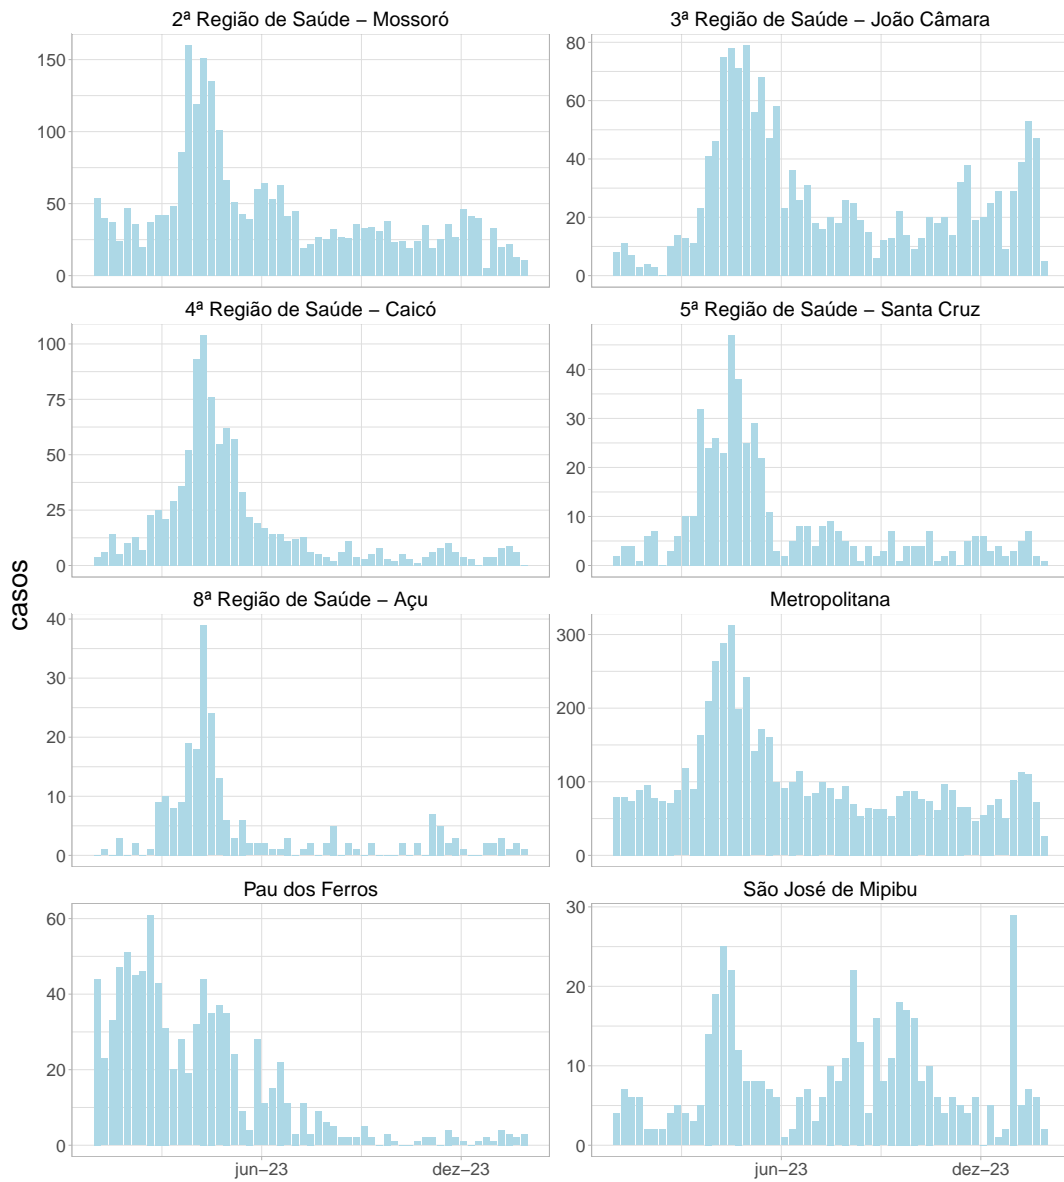 2ª Região de Saúde – Mossoró
3ª Região de Saúde – João Câmara
150
100
50
0
80
60
40
20
0
4ª Região de Saúde – Caicó
5ª Região de Saúde – Santa Cruz
100
75
50
25
0
40
30
20
10
0
casos
8ª Região de Saúde – Açu
Metropolitana
40
30
20
10
0
300
200
100
0
Pau dos Ferros
São José de Mipibu
60
40
20
0
30
20
10
0
jun–23
dez–23
jun–23
dez–23